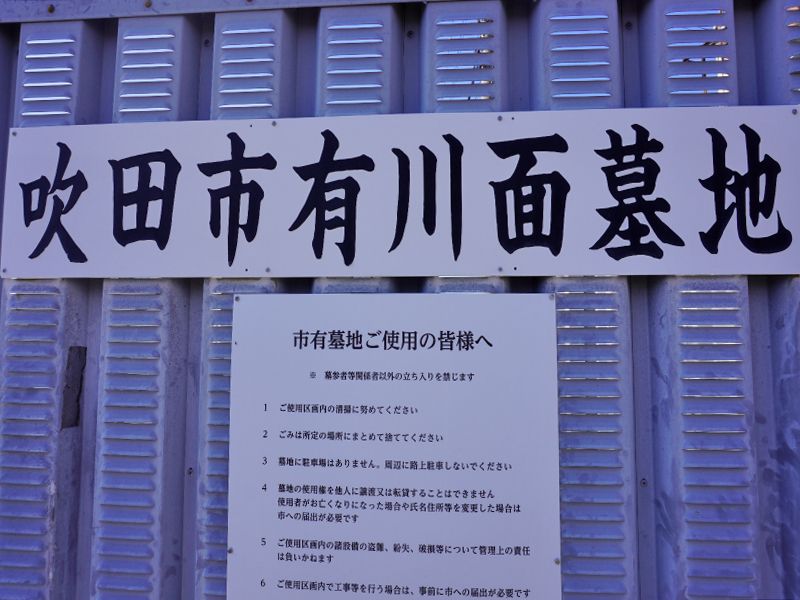 吹田市有川面墓地
市有墓地ご使用の皆様へ
※　墓参者等関係者以外の立ち入りを禁じます
1　ご使用区画内の清掃に努めてください
2　ごみは所定の場所にまとめて捨ててください
3　墓地に駐車場はありません。周辺に路上駐車しないでください
4　墓地の使用権を他人に譲渡又は転貸することはできません
使用者がお亡くなりになった場合や氏名住所等を変更した場合は
市への届出が必要です
5　ご使用区画内の諸設備の盗難、紛失、破損等について管理上の責任
は負いかねます
6　ご使用区画内で工事等を行う場合は、事前に市への届出が必要です